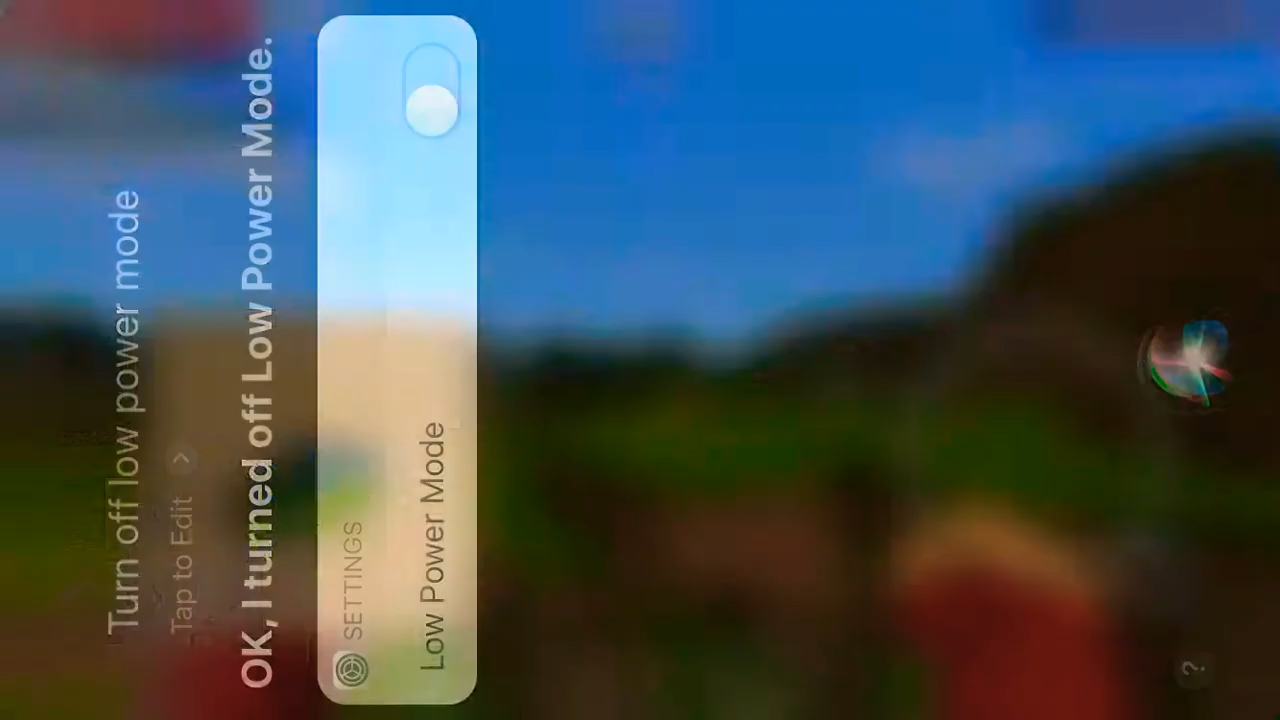 Turn off low power mode
Tap to Edit >
OK, I turned off Low Power Mode.
SETTINGS
Low Power Mode
?